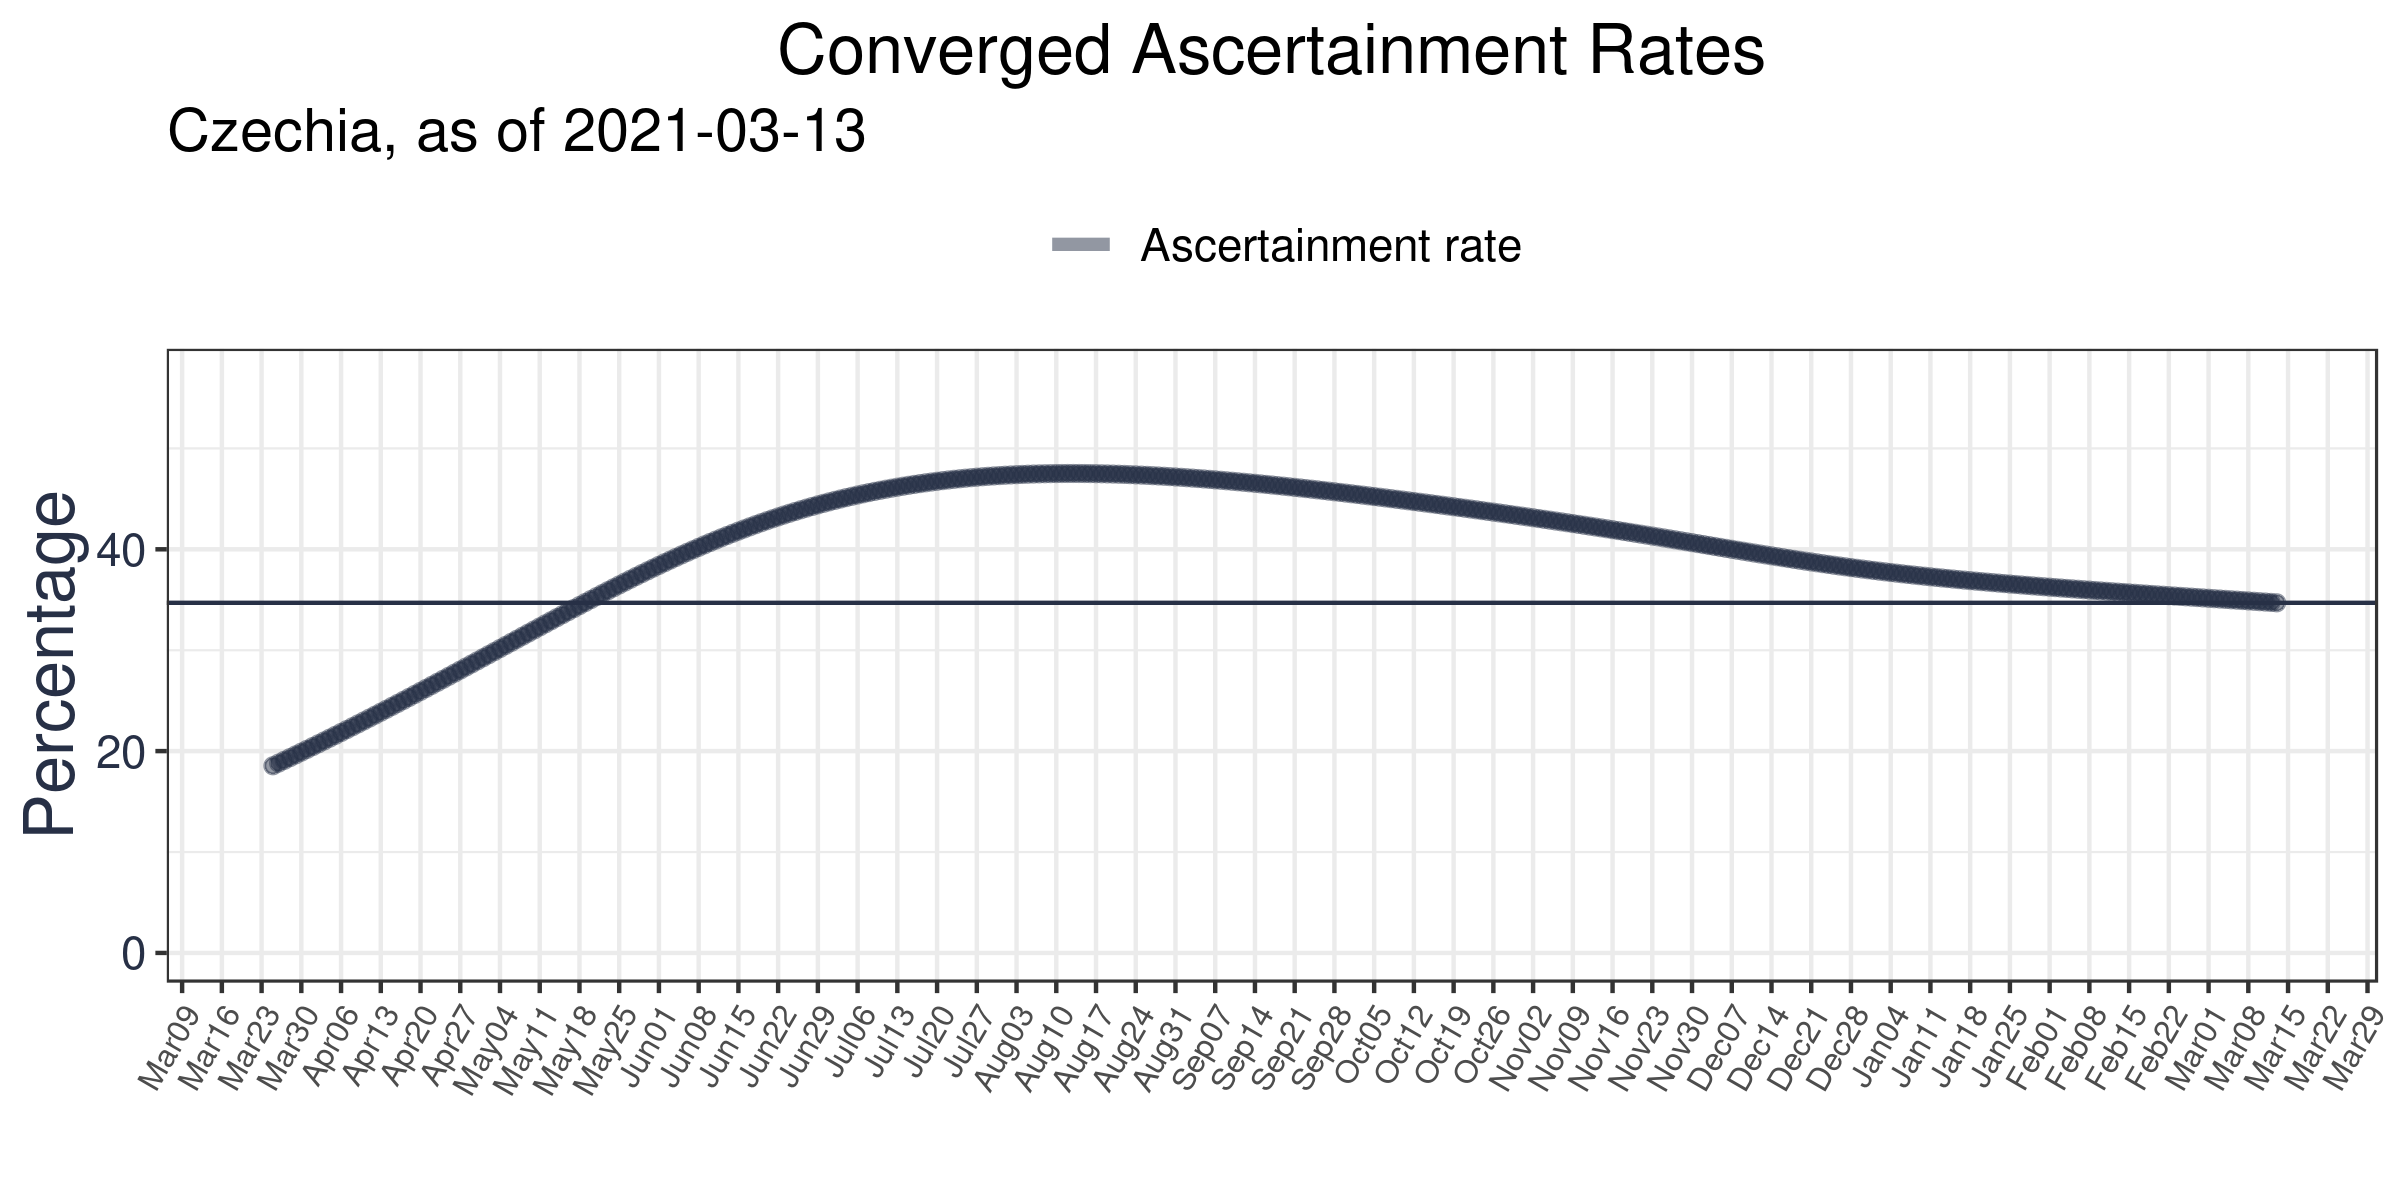 Converged Ascertainment Rates
Czechia, as of 2021-03-13
Ascertainment rate
Percentage
40
20
0
Mar09 Mar16 Mar23 Mar30 Apr06 Apr13 Apr20 Apr27 May04 May11 May18 May25 Jun01 Jun08 Jun15 Jun22 Jun29 Jul06 Jul13 Jul20 Jul27 Aug03 Aug10 Aug17 Aug24 Aug31 Sep07 Sep14 Sep21 Sep28 Oct05 Oct12 Oct19 Oct26 Nov02 Nov09 Nov16 Nov23 Nov30 Dec07 Dec14 Dec21 Dec28 Jan04 Jan11 Jan18 Jan25 Feb01 Feb08 Feb15 Feb22 Mar01 Mar08 Mar15 Mar22 Mar29